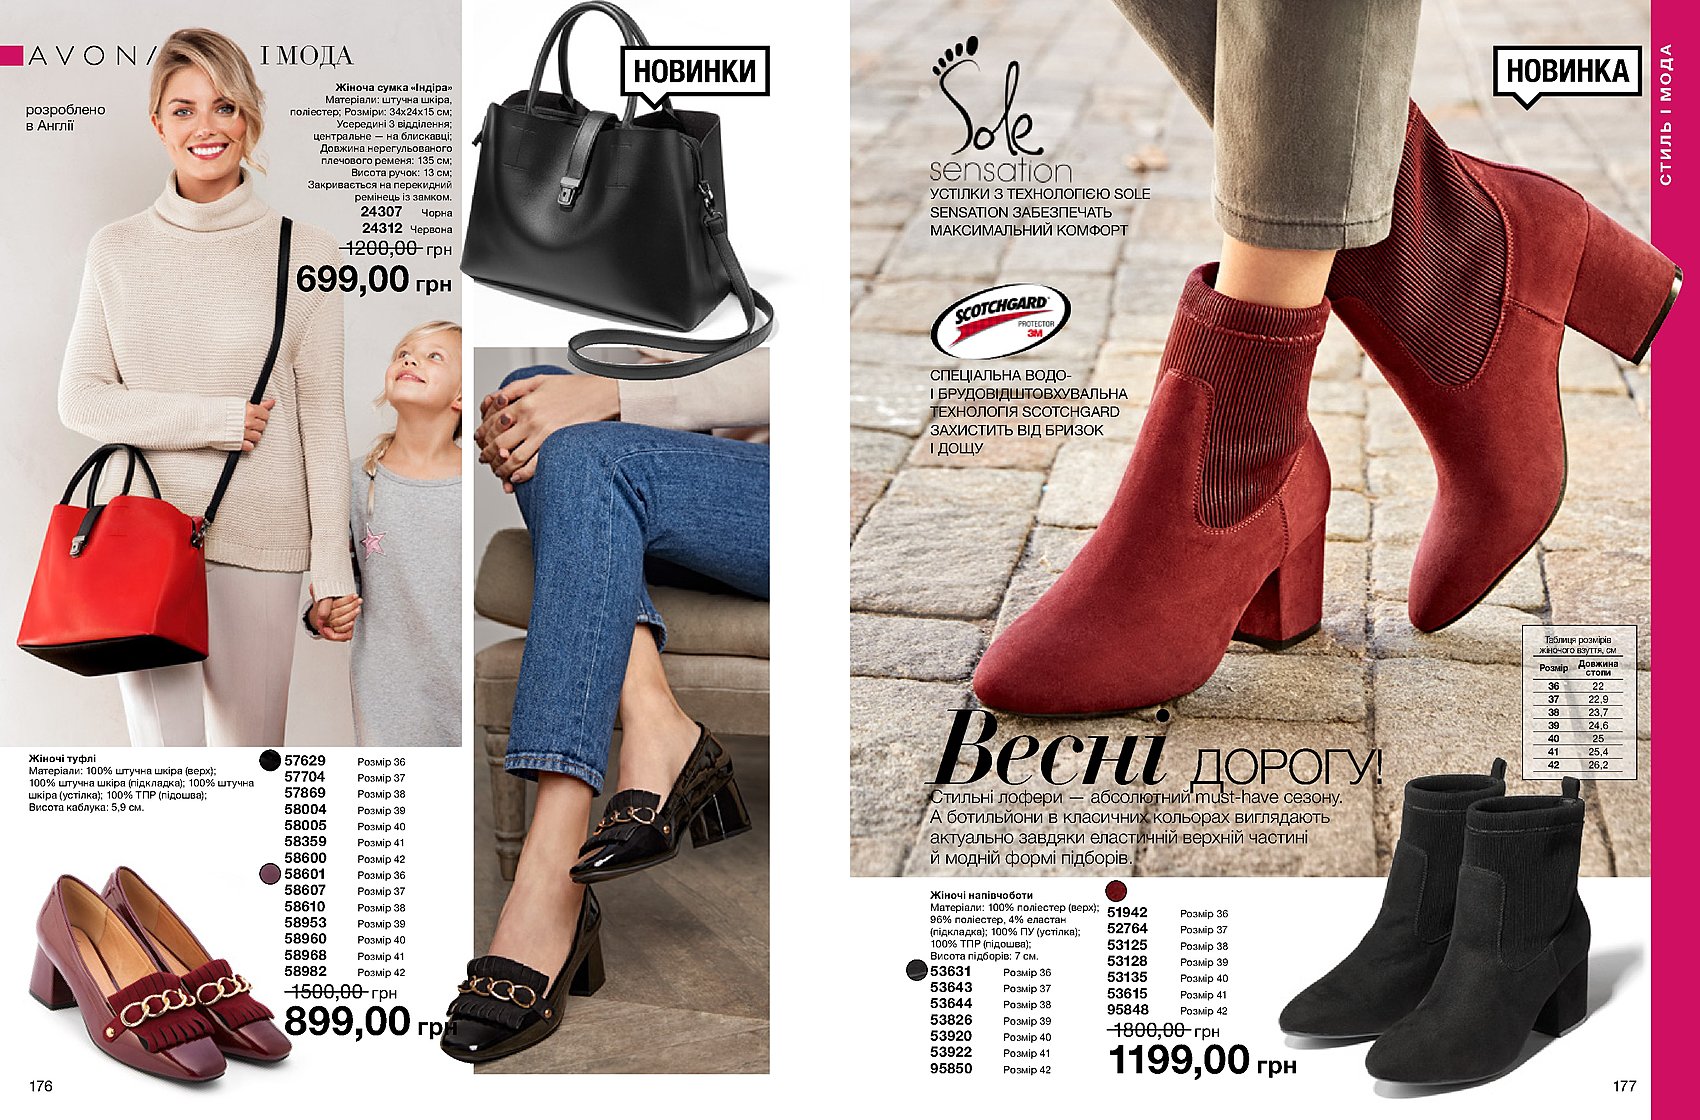 AVON
І МОДА
розроблено
в Англії
Жіноча сумка «Індіра»
Матеріали: штучна шкіра,
поліестер; Розміри: 34x24x15 см;
Усередині 3 відділення;
центральне — на блискавці;
Довжина нерегульованого
плечового ременя: 135 см;
Висота ручок: 13 см;
Закривається на перекидний
ремінець із замком.
24307 Чорна
24312 Червона
1200,00 грн
699,00 грн
НОВИНКИ
Жіночі туфлі
Матеріали: 100% штучна шкіра (верх);
100% штучна шкіра (підкладка); 100% штучна
шкіра (устілка); 100% ТПР (підошва);
Висота каблука: 5,9 см.
57629 Розмір 36
57704 Розмір 37
57869 Розмір 38
58004 Розмір 39
58005 Розмір 40
58359 Розмір 41
58600 Розмір 42
58601 Розмір 36
58607 Розмір 37
58610 Розмір 38
58953 Розмір 39
58960 Розмір 40
58968 Розмір 41
58982 Розмір 42
1500,00 грн
899,00 грн
176
Sole
sensation
УСТІЛКИ З ТЕХНОЛОГІЄЮ SOLE
SENSATION ЗАБЕЗПЕЧАТЬ
МАКСИМАЛЬНИЙ КОМФОРТ
SCOTCHGARD
PROTECTOR
3M
СПЕЦІАЛЬНА ВОДО-
І БРУДОВІДШТОВХУВАЛЬНА
ТЕХНОЛОГІЯ SCOTCHGARD
ЗАХИСТИТЬ ВІД БРИЗОК
І ДОЩУ
НОВИНКА
СТИЛЬ І МОДА
Таблиця розмірів
жіночого взуття, см
Розмір Довжина стопи
36 22
37 22,9
38 23,7
39 24,6
40 25
41 25,4
42 26,2
Весні ДОРОГУ!
Стильні лофери — абсолютний must-have сезону.
А ботильйони в класичних кольорах виглядають
актуально завдяки еластичній верхній частині
й модній формі підборів.
Жіночі напівчоботи
Матеріали: 100% поліестер (верх);
96% поліестер, 4% еластан
(підкладка); 100% ПУ (устілка);
100% ТПР (підошва);
Висота підборів: 7 см.
53631 Розмір 36
53643 Розмір 37
53644 Розмір 38
53826 Розмір 39
53920 Розмір 40
53922 Розмір 41
95850 Розмір 42
51942 Розмір 36
52764 Розмір 37
53125 Розмір 38
53128 Розмір 39
53135 Розмір 40
53615 Розмір 41
95848 Розмір 42
1800,00 грн
1199,00 грн
177